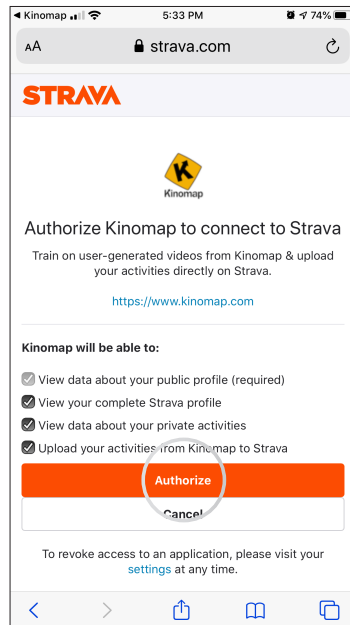 Kinomap 5:33 PM 74%
AA strava.com
STRAVA
Kinomap
Authorize Kinomap to connect to Strava
Train on user-generated videos from Kinomap & upload
your activities directly on Strava.
https://www.kinomap.com
Kinomap will be able to:
View data about your public profile (required)
View your complete Strava profile
View data about your private activities
Upload your activities from Kinomap to Strava
Authorize
Cancel
To revoke access to an application, please visit your
settings at any time.